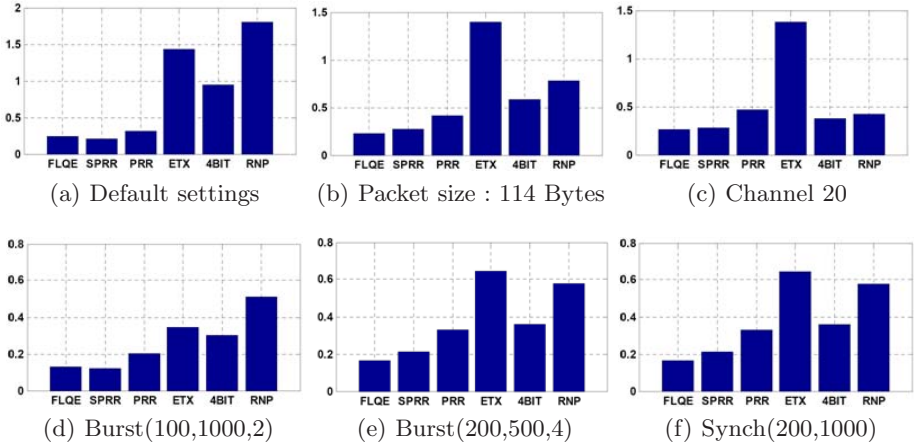 2
1.5
1
0.5
0
FLQE SPRR PRR ETX 4BIT RNP
(a) Default settings
1.5
1
0.5
0
FLQE SPRR PRR ETX 4BIT RNP
(b) Packet size : 114 Bytes
1.5
1
0.5
0
FLQE SPRR PRR ETX 4BIT RNP
(c) Channel 20
0.8
0.6
0.4
0.2
0
FLQE SPRR PRR ETX 4BIT RNP
(d) Burst(100,1000,2)
0.8
0.6
0.4
0.2
0
FLQE SPRR PRR ETX 4BIT RNP
(e) Burst(200,500,4)
0.8
0.6
0.4
0.2
0
FLQE SPRR PRR ETX 4BIT RNP
(f) Synch(200,1000)